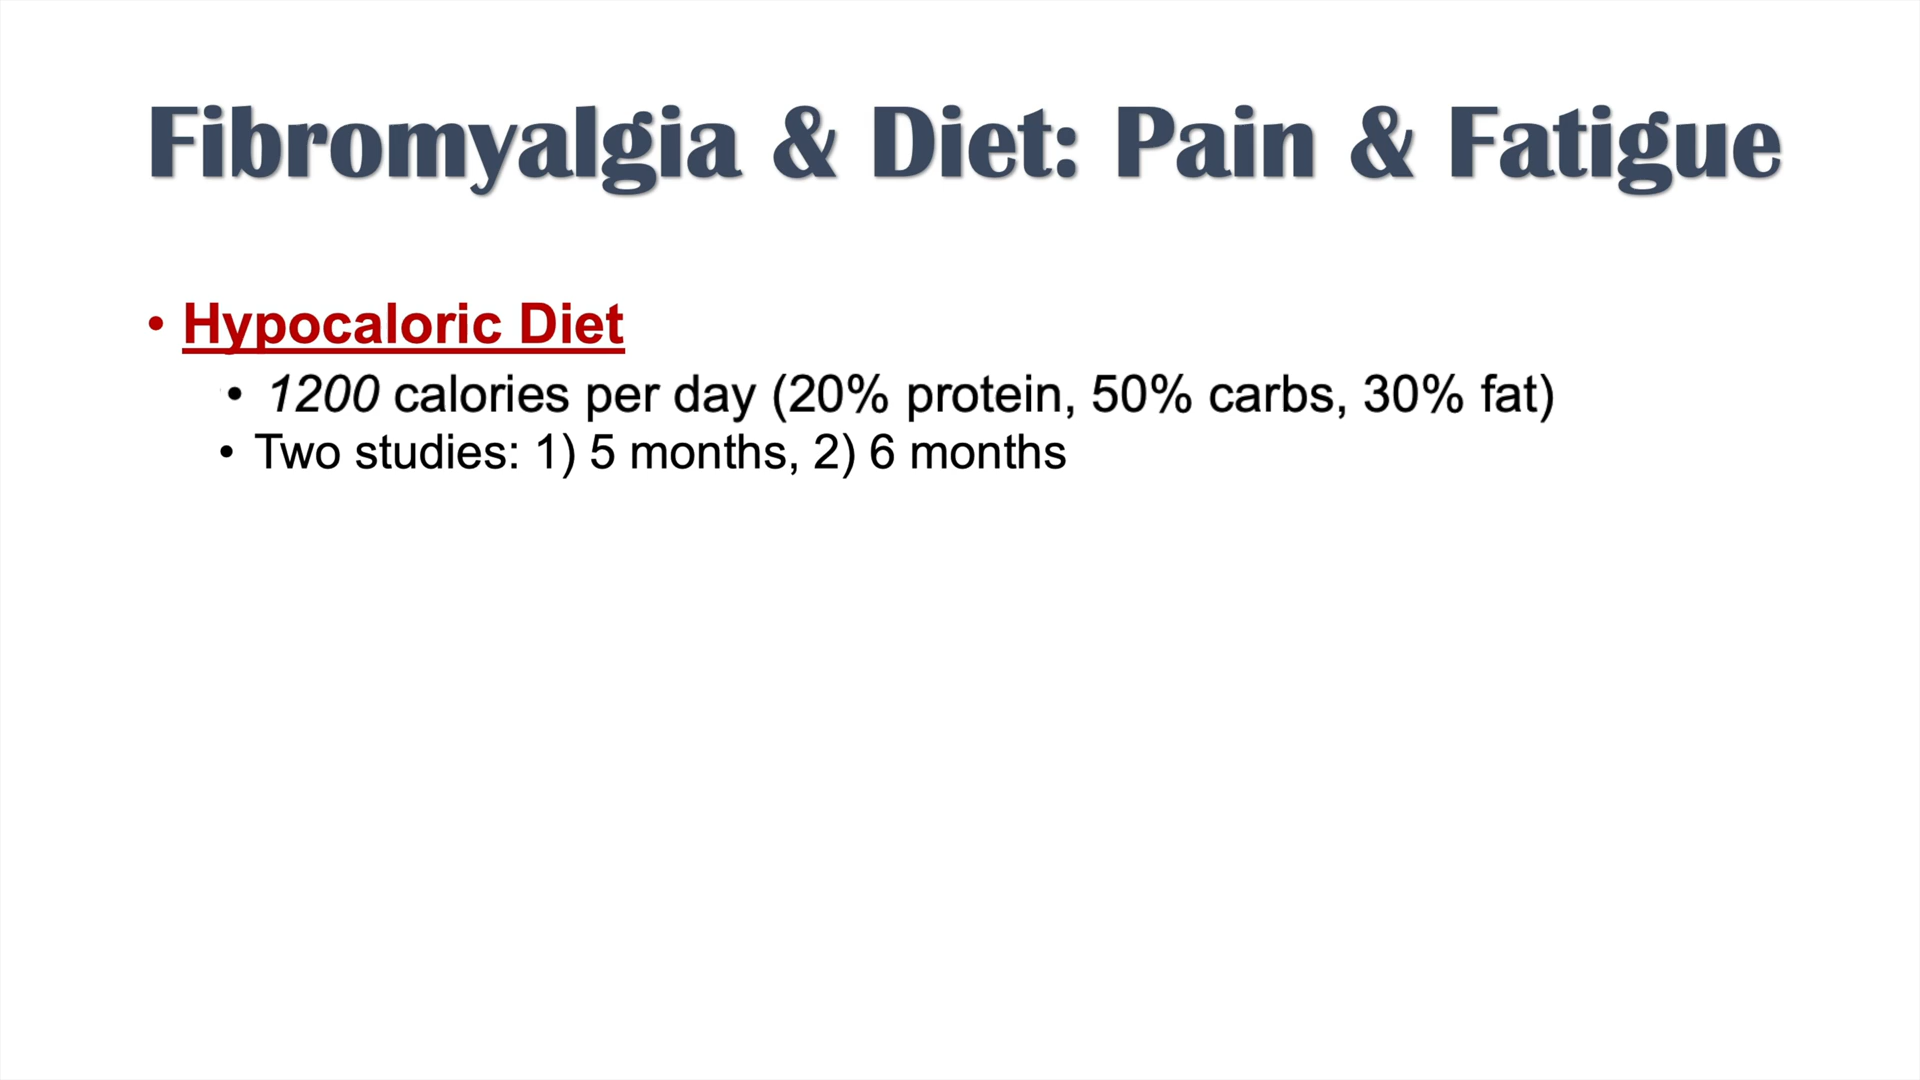 Fibromyalgia & Diet: Pain & Fatigue
• Hypocaloric Diet
• 1200 calories per day (20% protein, 50% carbs, 30% fat)
• Two studies: 1) 5 months, 2) 6 months